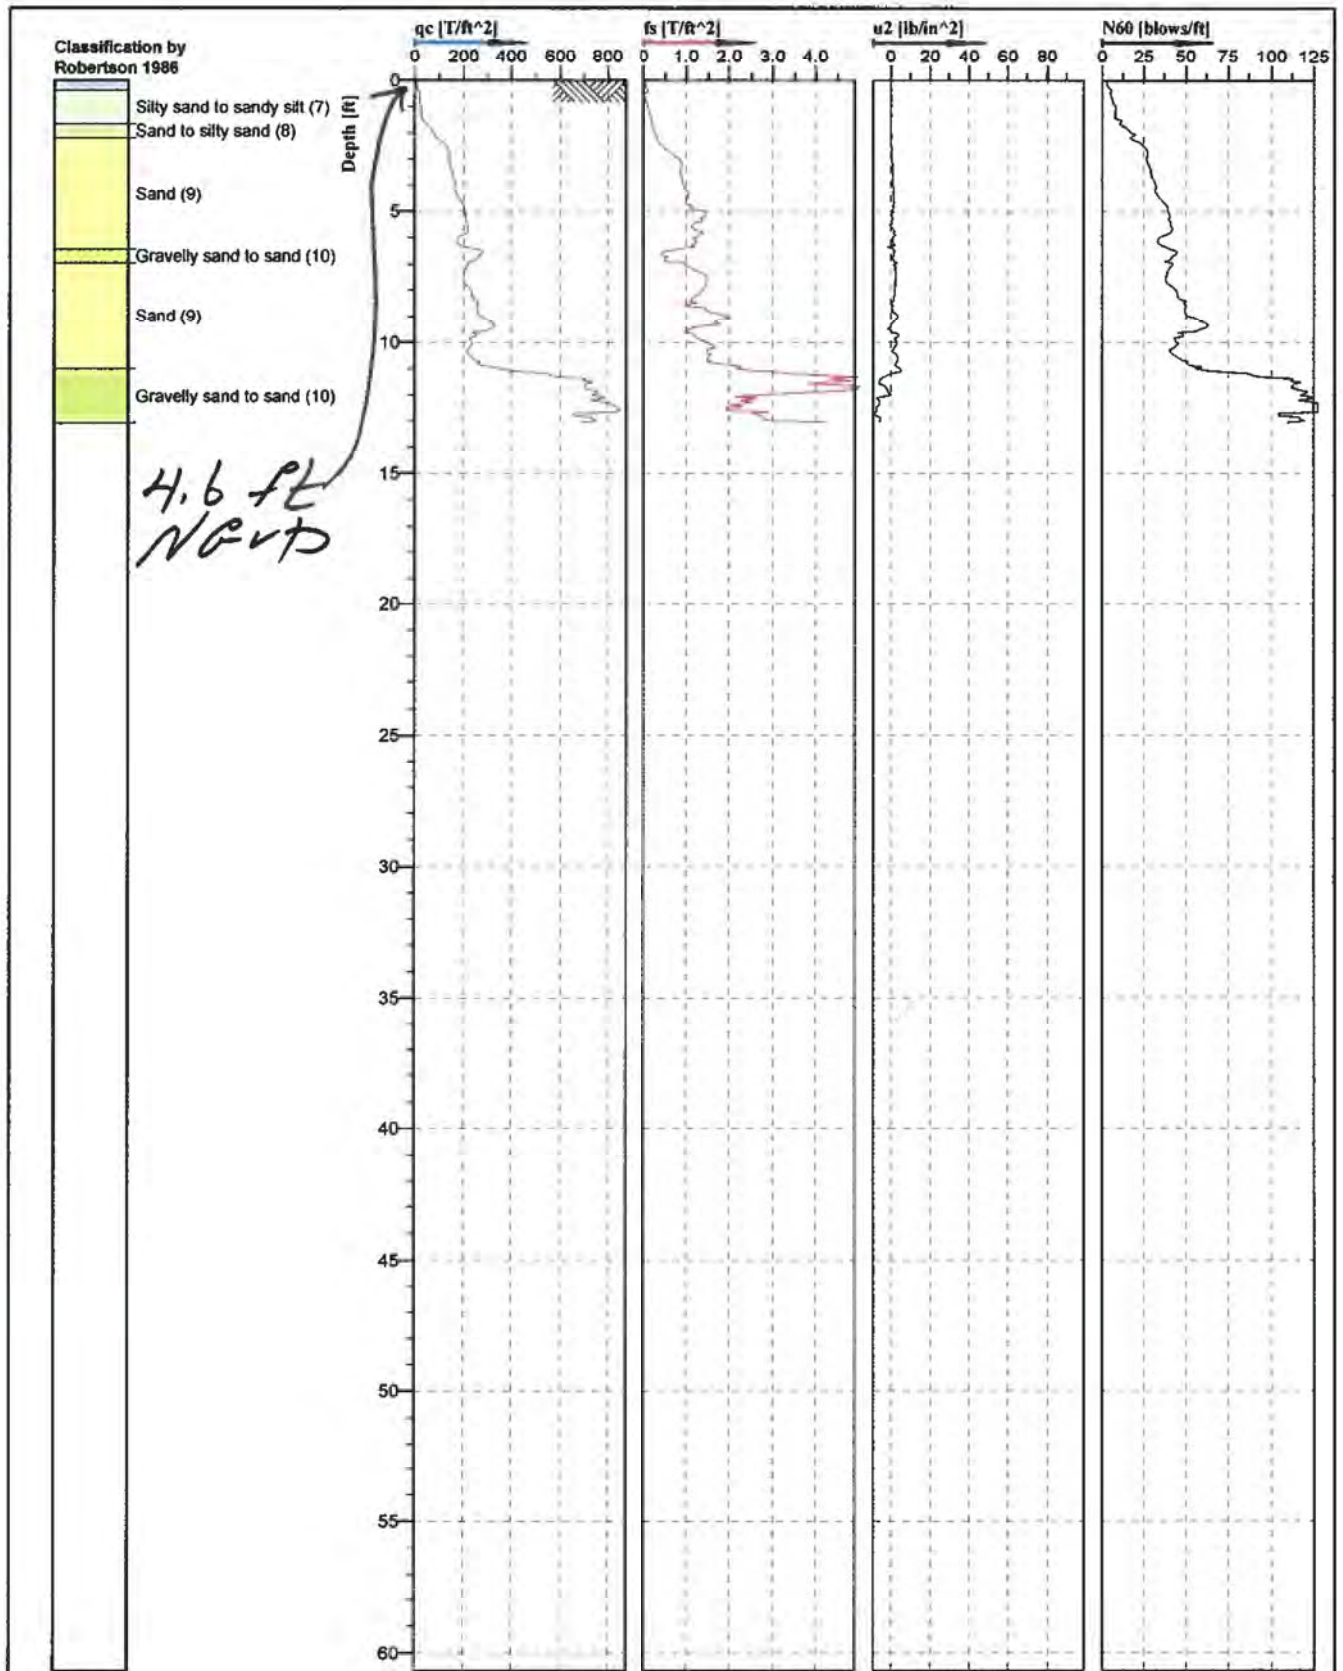 Classification by
Robertson 1986
Silty sand to sandy silt (7)
Sand to silty sand (8)
Sand (9)
Gravelly sand to sand (10)
Sand (9)
Gravelly sand to sand (10)
4.6 ft
NGVD
Depth [ft]
0
5
10
15
20
25
30
35
40
45
50
55
60
qc [T/ft^2]
0 200 400 600 800
fs [T/ft^2]
0 1.0 2.0 3.0 4.0
u2 [lb/in^2]
0 20 40 60 80
N60 [blows/ft]
0 25 50 75 100 125